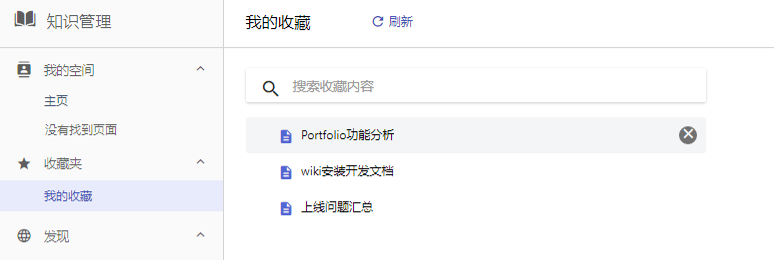 知识管理
我的空间
主页
没有找到页面
收藏夹
我的收藏
发现
我的收藏
刷新
搜索收藏内容
Portfolio功能分析
wiki安装开发文档
上线问题汇总